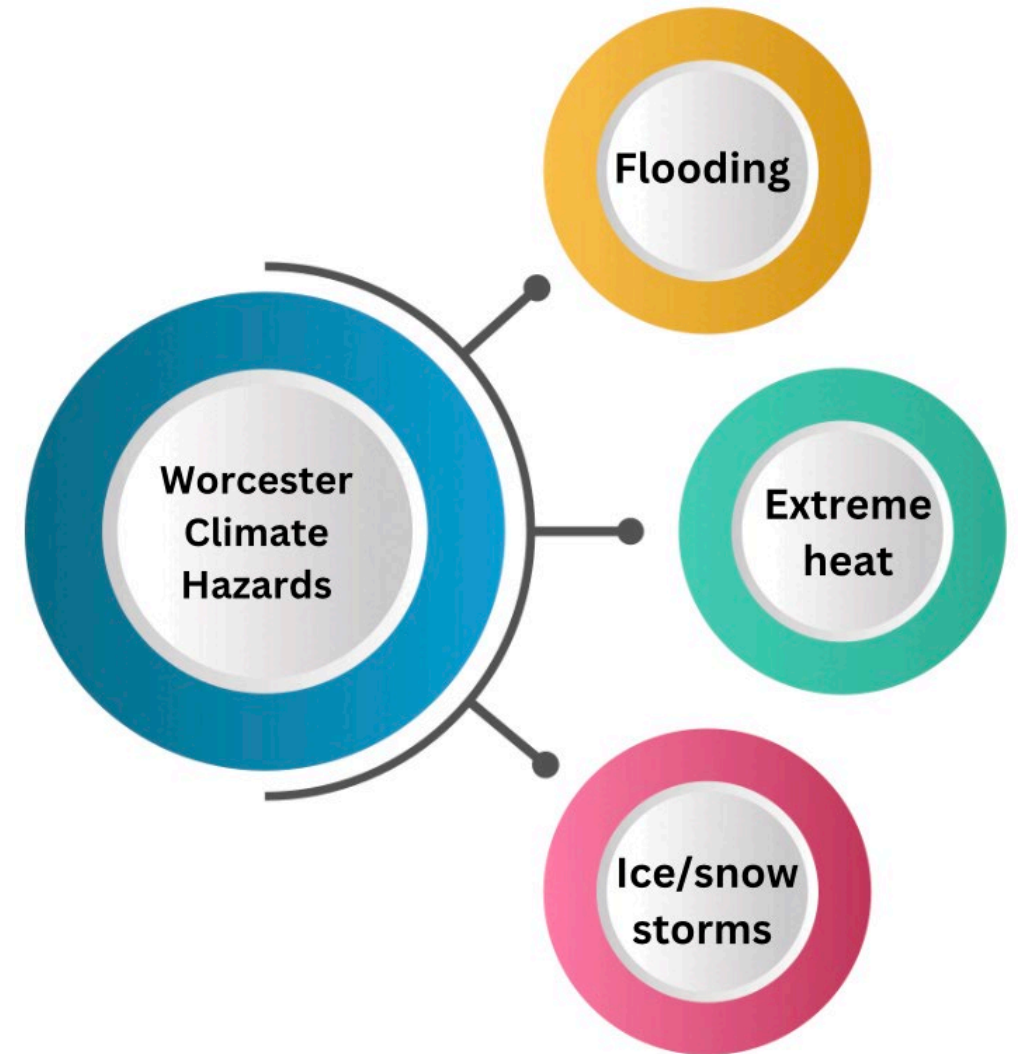 Worcester
Climate
Hazards
Flooding
Extreme
heat
Ice/snow
storms